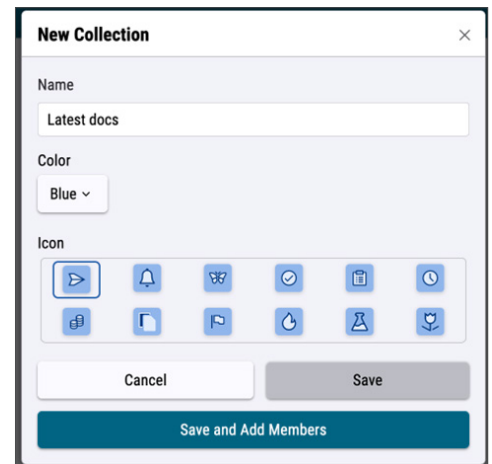 New Collection
Name
Latest docs
Color
Blue
Icon
Cancel Save
Save and Add Members